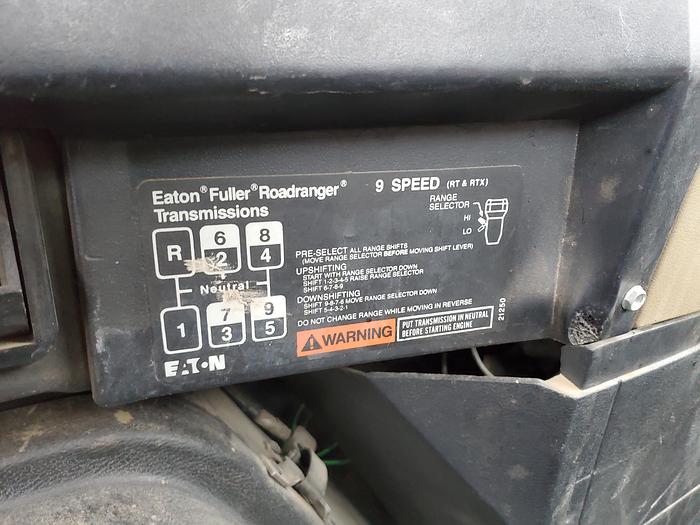 Eaton® Fuller® Roadranger® 9 SPEED (RT & RTX)
Transmissions
RANGE
SELECTOR
HI
LO
R 6 8
2 4
Neutral
1 7 9
3 5
PRE-SELECT ALL RANGE SHIFTS
(MOVE RANGE SELECTOR BEFORE MOVING SHIFT LEVER)
UPSHIFTING
START WITH RANGE SELECTOR DOWN
SHIFT 1-2-3-4-5 RAISE RANGE SELECTOR
SHIFT 6-7-8-9
DOWNSHIFTING
SHIFT 9-8-7-6 MOVE RANGE SELECTOR DOWN
SHIFT 5-4-3-2-1
DO NOT CHANGE RANGE WHILE MOVING IN REVERSE
WARNING
PUT TRANSMISSION IN NEUTRAL
BEFORE STARTING ENGINE
21250
EATON